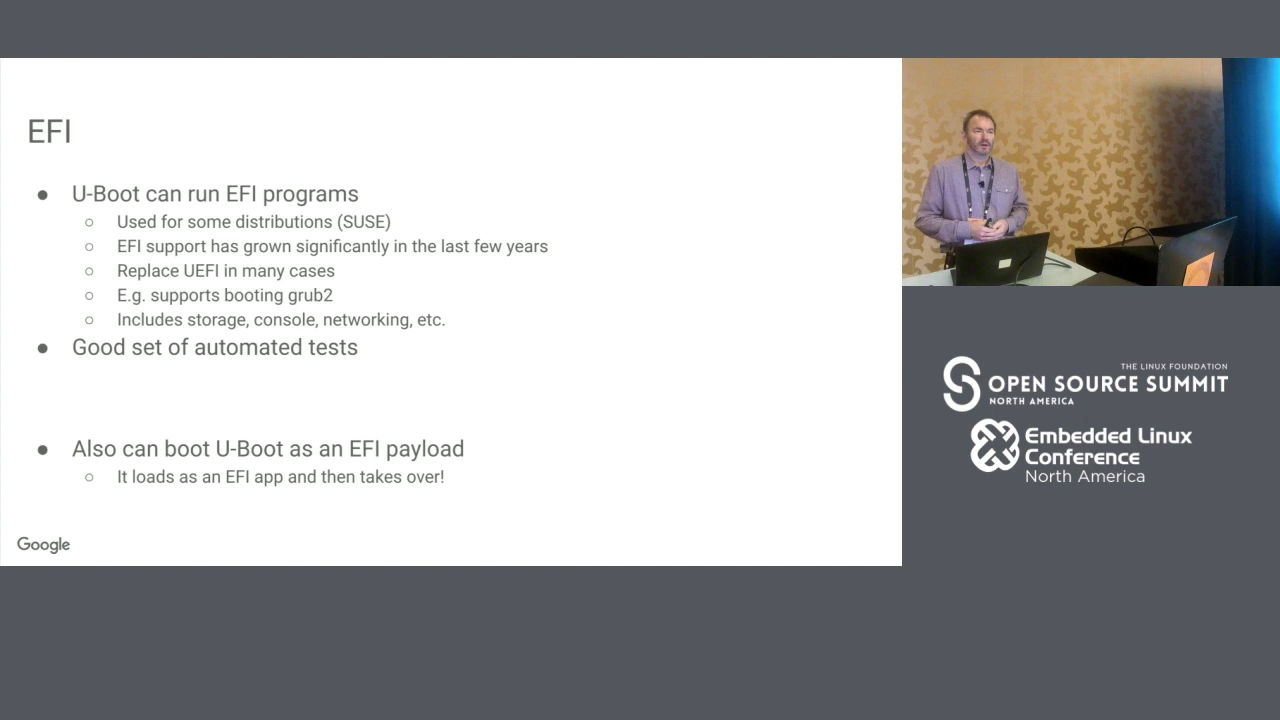 EFI
● U-Boot can run EFI programs
○ Used for some distributions (SUSE)
○ EFI support has grown significantly in the last few years
○ Replace UEFI in many cases
○ E.g. supports booting grub2
○ Includes storage, console, networking, etc.
● Good set of automated tests
● Also can boot U-Boot as an EFI payload
○ It loads as an EFI app and then takes over!
Google
THE LINUX FOUNDATION
OPEN SOURCE SUMMIT
NORTH AMERICA
Embedded Linux
Conference
North America